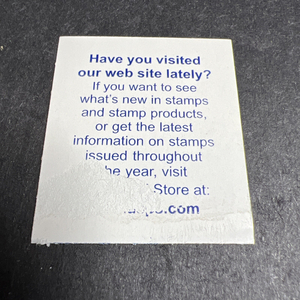 Have you visited
our web site lately?
If you want to see
what's new in stamps
and stamp products,
or get the latest
information on stamps
issued throughout
he year, visit
Store at:
.com